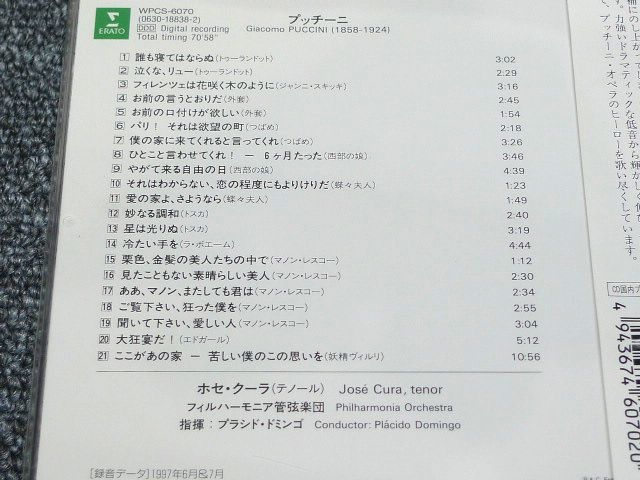 WPCS-6070
(0630-18838-2)
DDD Digital recording
Total timing 70'58"
ERATO
プッチーニ
Giacomo PUCCINI (1858-1924)
1 誰も寝てはならぬ(トゥーランドット) 3:02
2 泣くな、リュー(トゥーランドット) 2:29
3 フィレンツェは花咲く木のように(ジャンニ・スキッキ) 3:16
4 お前の言うとおりだ(外套) 2:45
5 お前の口付けが欲しい(外套) 1:54
6 パリ! それは欲望の町(つばめ) 2:18
7 僕の家に来てくれると言ってくれ(つばめ) 3:26
8 ひとこと言わせてくれ! ー 6ヶ月たった(西部の娘) 3:46
9 やがて来る自由の日(西部の娘) 4:39
10 それはわからない、恋の程度にもよりけりだ(蝶々夫人) 1:23
11 愛の家よ、さようなら(蝶々夫人) 1:49
12 妙なる調和(トスカ) 2:40
13 星は光りぬ(トスカ) 3:19
14 冷たい手を(ラ・ボエーム) 4:44
15 栗色、金髪の美人たちの中で(マノン・レスコー) 1:12
16 見たこともない素晴らしい美人(マノン・レスコー) 2:30
17 ああ、マノン、またしても君は(マノン・レスコー) 2:34
18 ご覧下さい、狂った僕を(マノン・レスコー) 2:55
19 聞いて下さい、愛しい人(マノン・レスコー) 3:04
20 大狂宴だ!(エドガール) 5:12
21 ここがあの家 ー 苦しい僕のこの思いを(妖精ヴィルリ) 10:56
ホセ・クーラ(テノール) José Cura, tenor
フィルハーモニア管弦楽団 Philharmonia Orchestra
指揮:プラシド・ドミンゴ Conductor: Plácido Domingo
[録音データ]1997年6月&7月
す。力強いドラマティックな低音から輝かし
プッチーニ・オペラのヒーローを歌い尽くしています。
CD国内プ
4943674607020